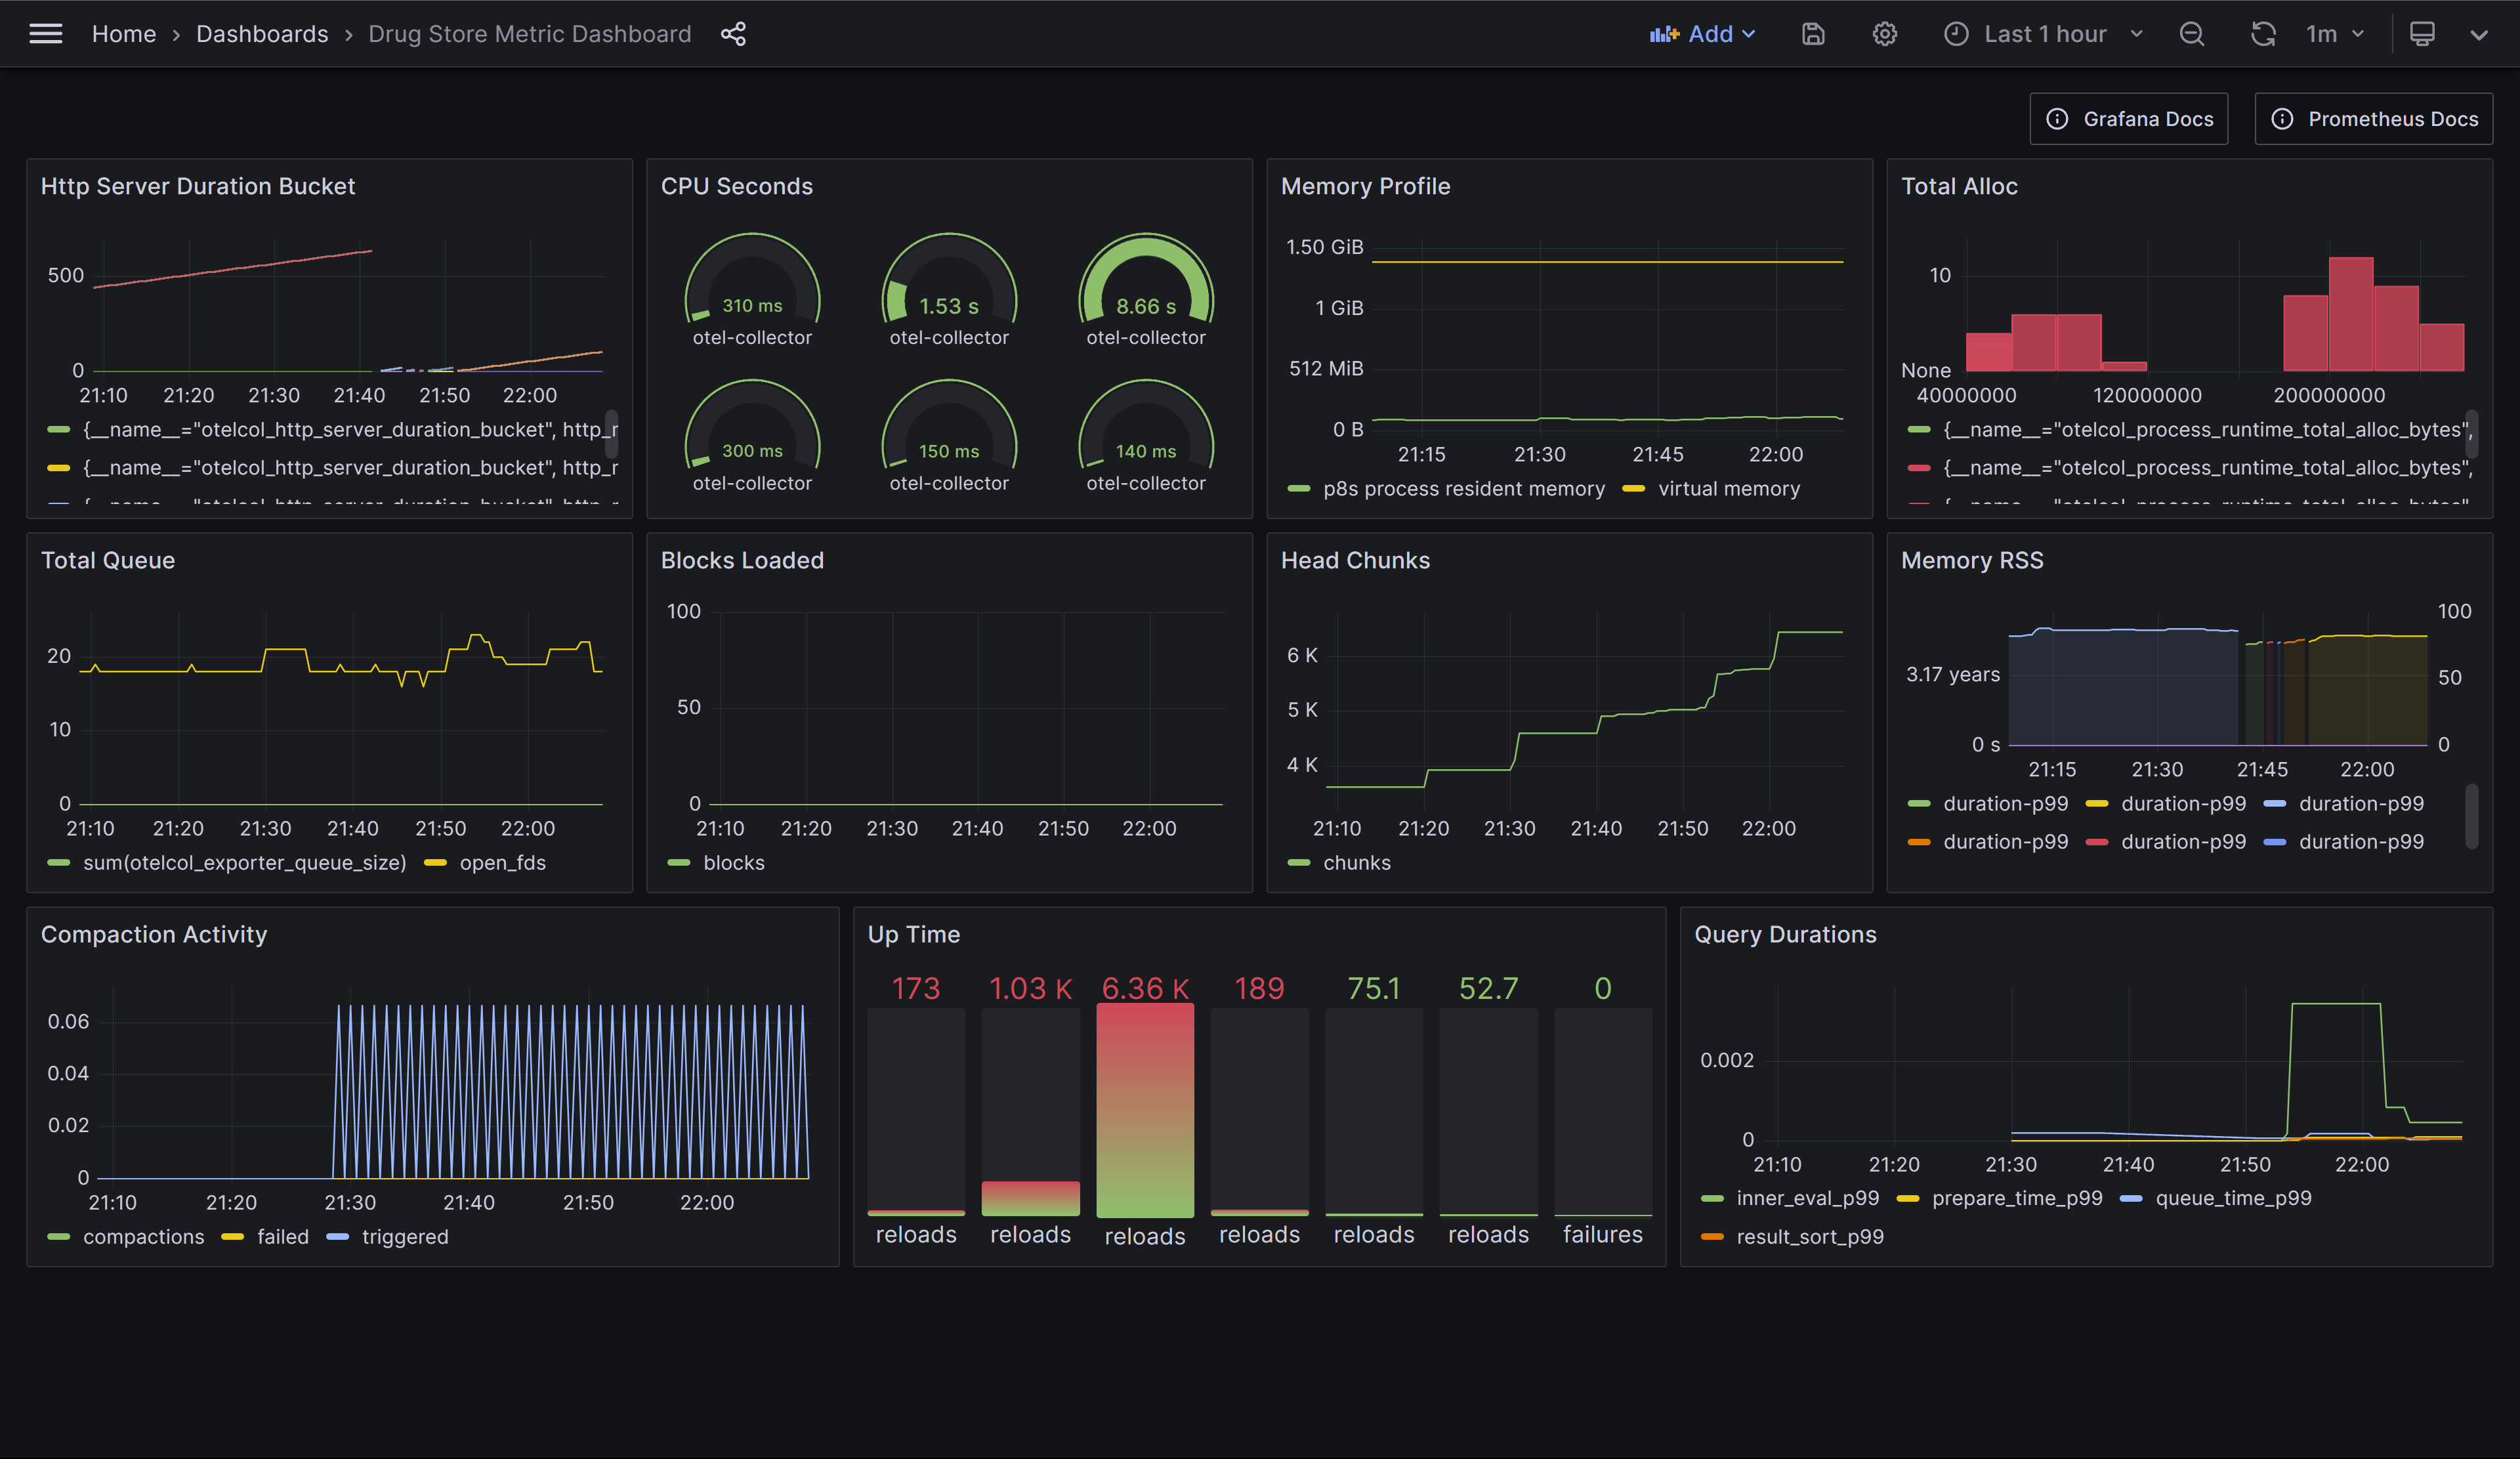 Home › Dashboards › Drug Store Metric Dashboard
Add
Last 1 hour
1m
Grafana Docs
Prometheus Docs
Http Server Duration Bucket
500
0
21:10 21:20 21:30 21:40 21:50 22:00
{__name__="otelcol_http_server_duration_bucket", http_r
{__name__="otelcol_http_server_duration_bucket", http_r
CPU Seconds
310 ms 1.53 s 8.66 s
otel-collector otel-collector otel-collector
300 ms 150 ms 140 ms
otel-collector otel-collector otel-collector
Memory Profile
1.50 GiB
1 GiB
512 MiB
0 B
21:15 21:30 21:45 22:00
p8s process resident memory virtual memory
Total Alloc
10
None
40000000 120000000 200000000
{__name__="otelcol_process_runtime_total_alloc_bytes",
{__name__="otelcol_process_runtime_total_alloc_bytes",
Total Queue
20
10
0
21:10 21:20 21:30 21:40 21:50 22:00
sum(otelcol_exporter_queue_size) open_fds
Blocks Loaded
100
50
0
21:10 21:20 21:30 21:40 21:50 22:00
blocks
Head Chunks
6 K
5 K
4 K
21:10 21:20 21:30 21:40 21:50 22:00
chunks
Memory RSS
100
3.17 years 50
0 s 0
21:15 21:30 21:45 22:00
duration-p99 duration-p99 duration-p99
duration-p99 duration-p99 duration-p99
Compaction Activity
0.06
0.04
0.02
0
21:10 21:20 21:30 21:40 21:50 22:00
compactions failed triggered
Up Time
173 1.03 K 6.36 K 189 75.1 52.7 0
reloads reloads reloads reloads reloads reloads failures
Query Durations
0.002
0
21:10 21:20 21:30 21:40 21:50 22:00
inner_eval_p99 prepare_time_p99 queue_time_p99
result_sort_p99